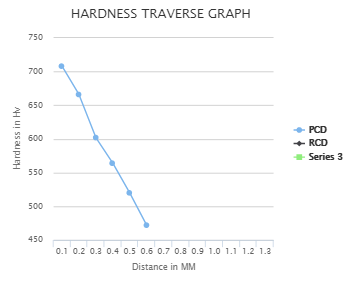 HARDNESS TRAVERSE GRAPH
750
700
650
600
550
500
450
Hardness in Hv
0.1 0.2 0.3 0.4 0.5 0.6 0.7 0.8 0.9 1.0 1.1 1.2 1.3
Distance in MM
PCD
RCD
Series 3